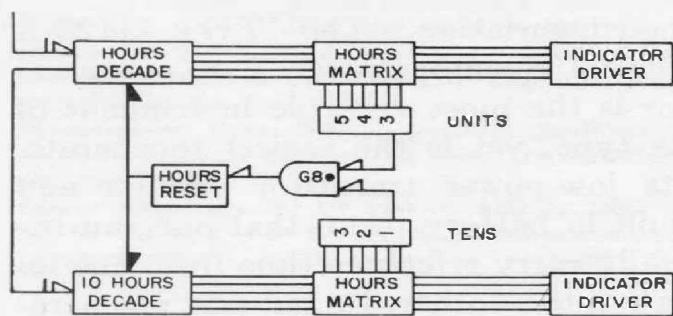 HOURS
DECADE
HOURS
MATRIX
INDICATOR
DRIVER
5 4 3
UNITS
HOURS
RESET
G8
3 2
TENS
10 HOURS
DECADE
HOURS
MATRIX
INDICATOR
DRIVER